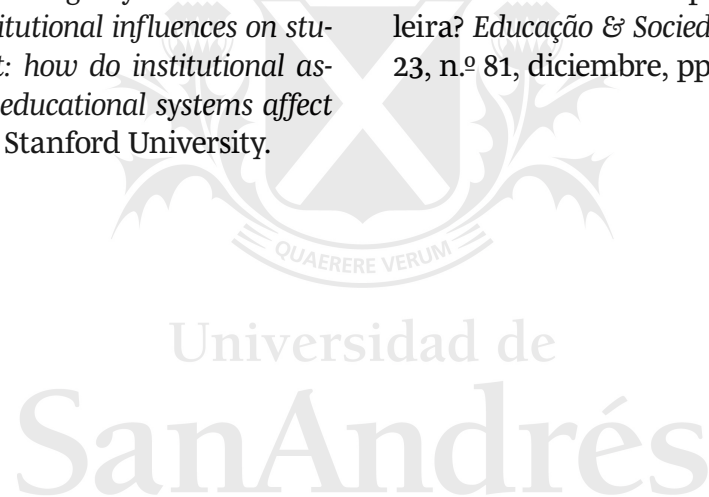 itutional influences on stu-
t: how do institutional as-
educational systems affect
Stanford University.
leira? Educação & Sociedad
23, n.º 81, diciembre, pp
QUAERERE VERUM
Universidad de
SanAndrés